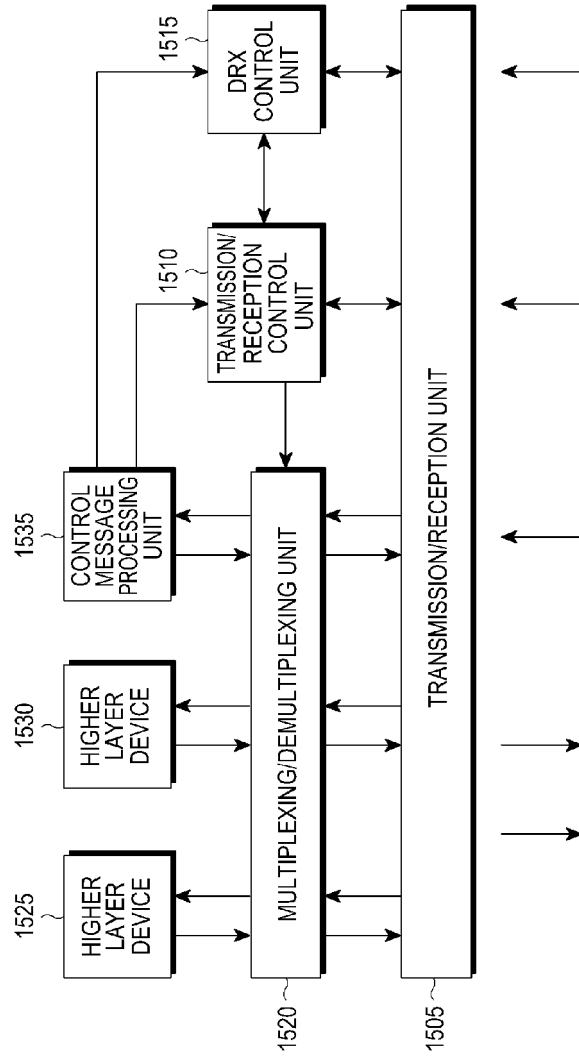 1525
HIGHER
LAYER
DEVICE
1530
HIGHER
LAYER
DEVICE
1535
CONTROL
MESSAGE
PROCESSING
UNIT
1510
TRANSMISSION/
RECEPTION
CONTROL
UNIT
1515
DRX
CONTROL
UNIT
1520
MULTIPLEXING/DEMULTIPLEXING UNIT
1505
TRANSMISSION/RECEPTION UNIT